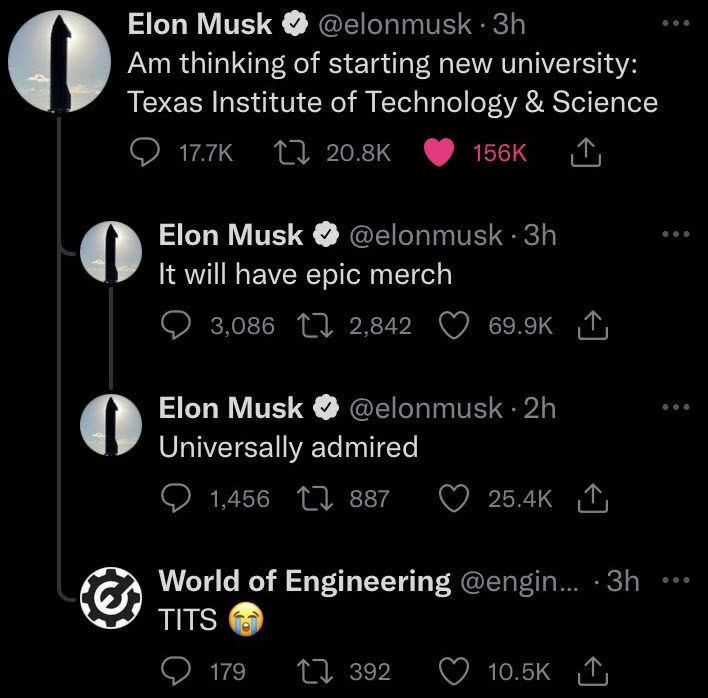 Elon Musk @elonmusk · 3h
Am thinking of starting new university:
Texas Institute of Technology & Science
17.7K 20.8K 156K
Elon Musk @elonmusk · 3h
It will have epic merch
3,086 2,842 69.9K
Elon Musk @elonmusk · 2h
Universally admired
1,456 887 25.4K
World of Engineering @engin... · 3h
TITS 😭
179 392 10.5K